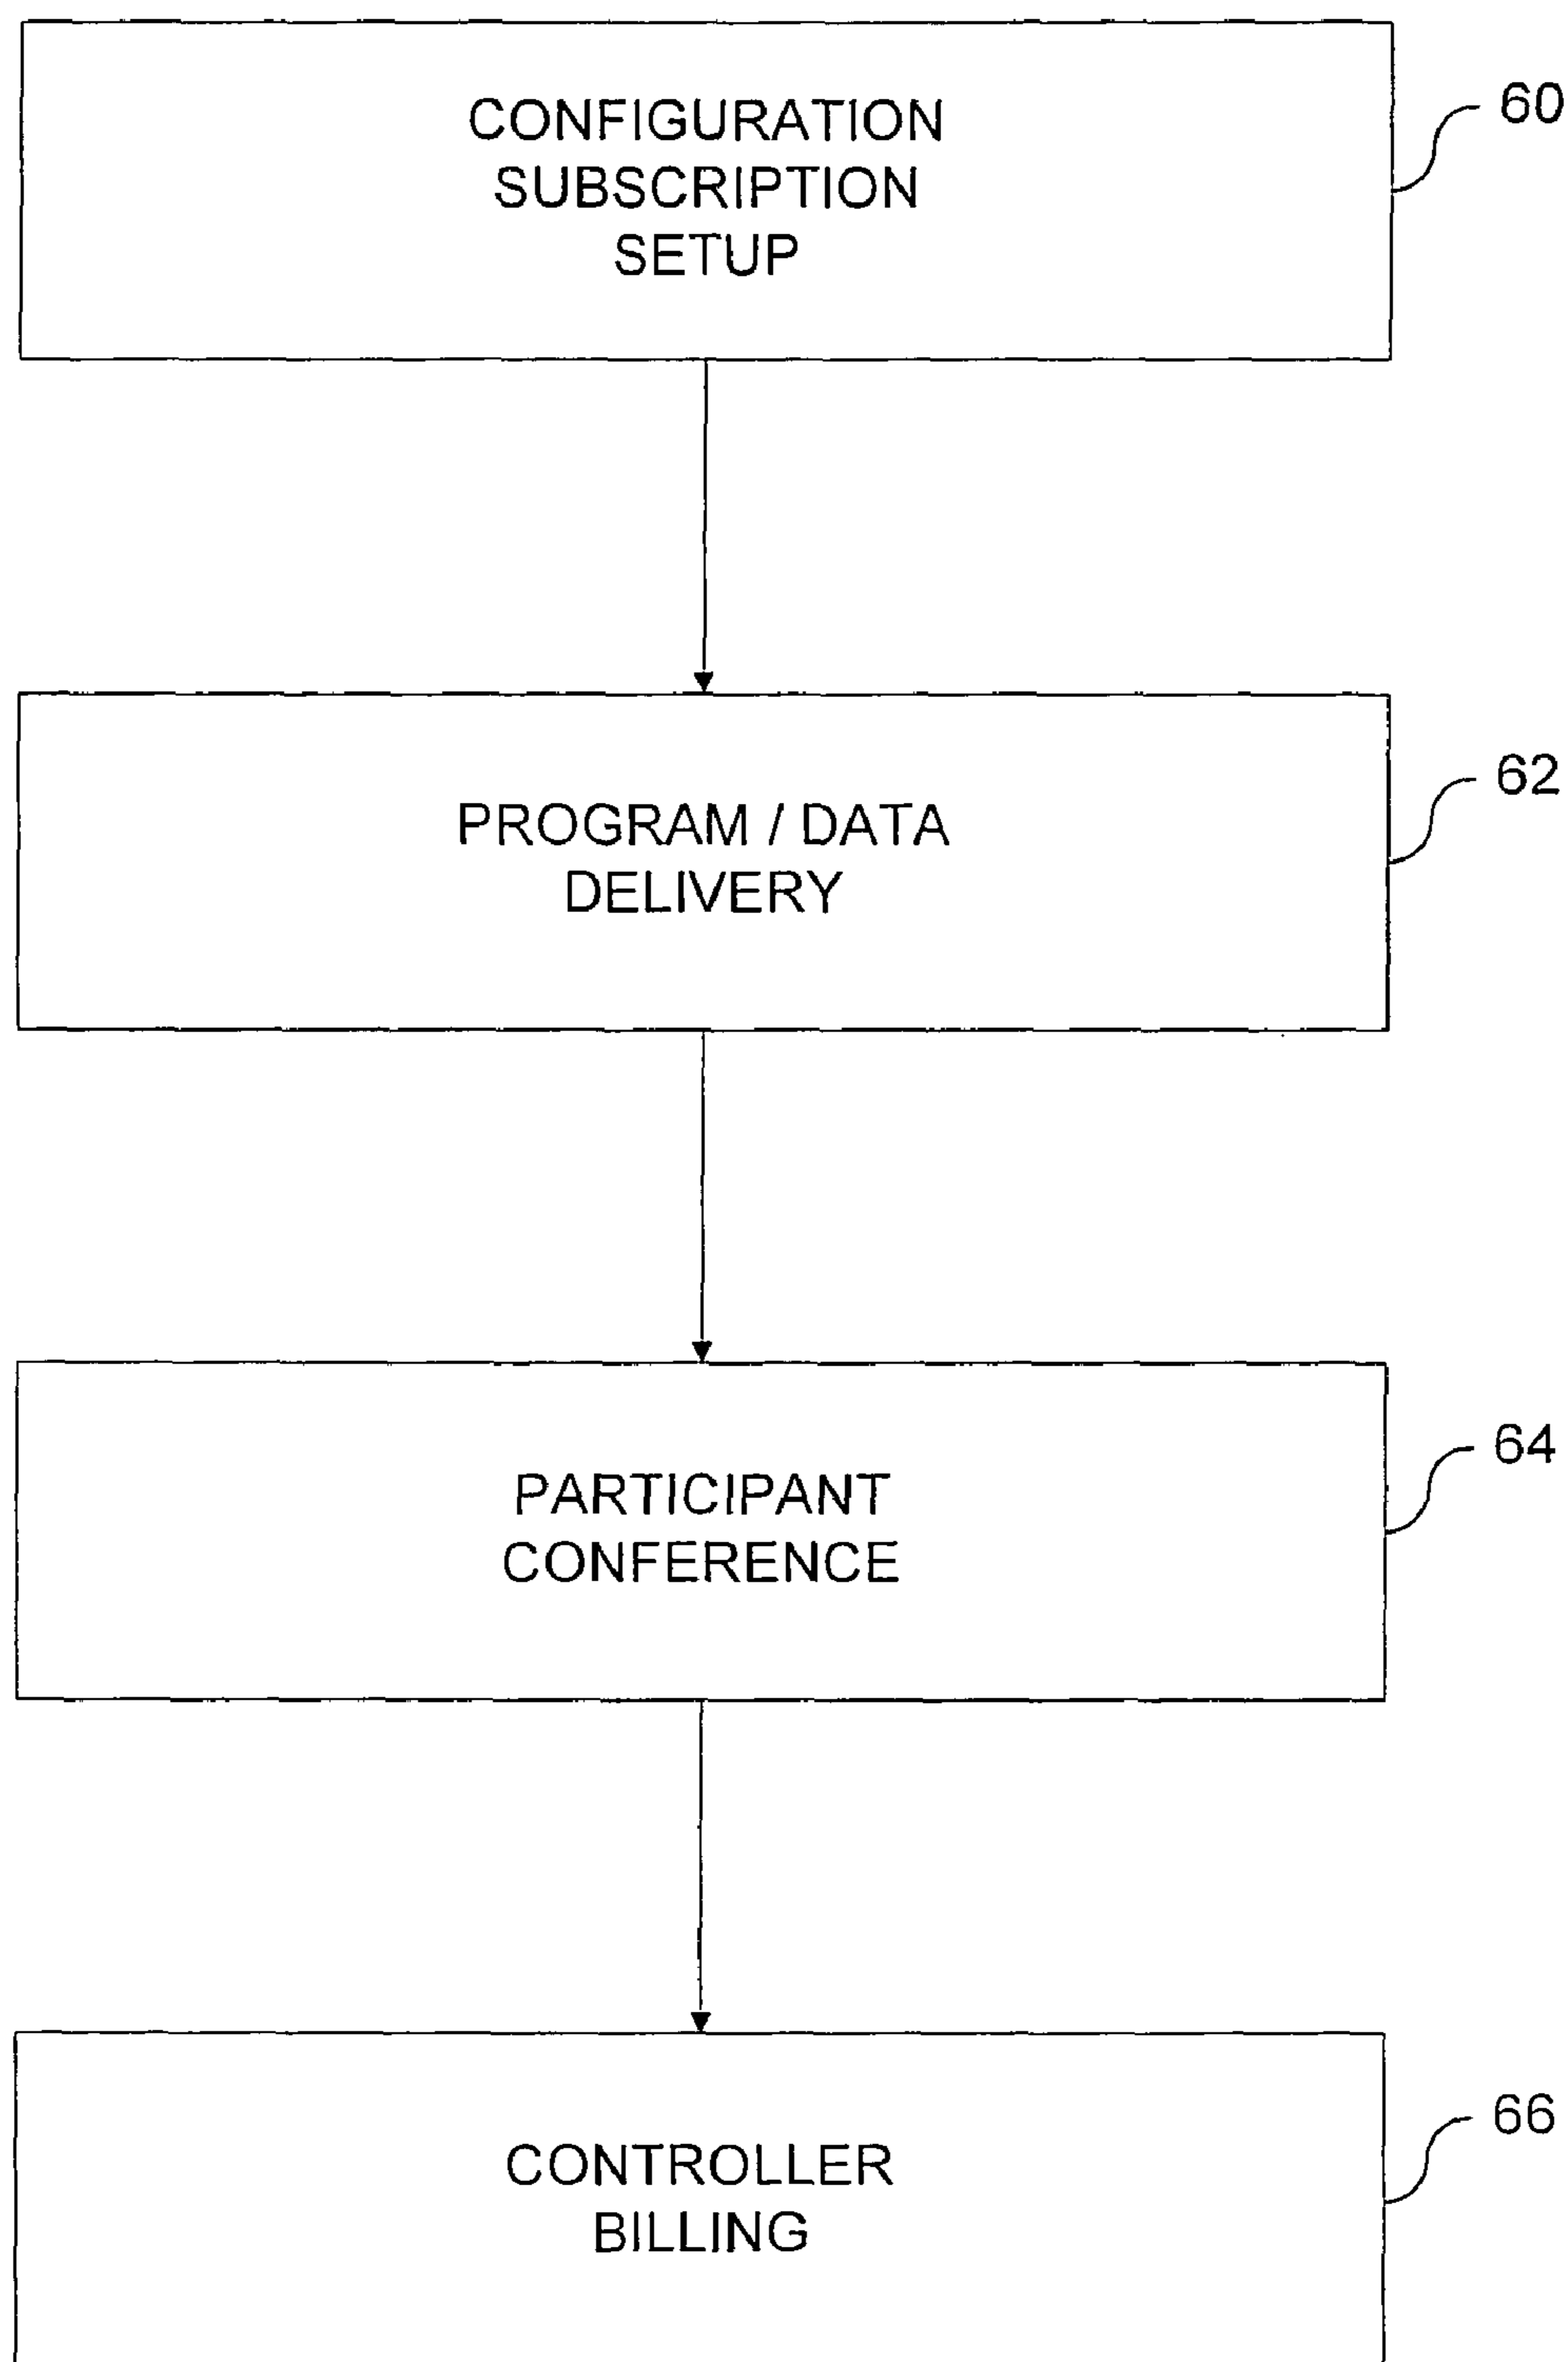 CONFIGURATION
SUBSCRIPTION
SETUP
60
PROGRAM / DATA
DELIVERY
62
PARTICIPANT
CONFERENCE
64
CONTROLLER
BILLING
66